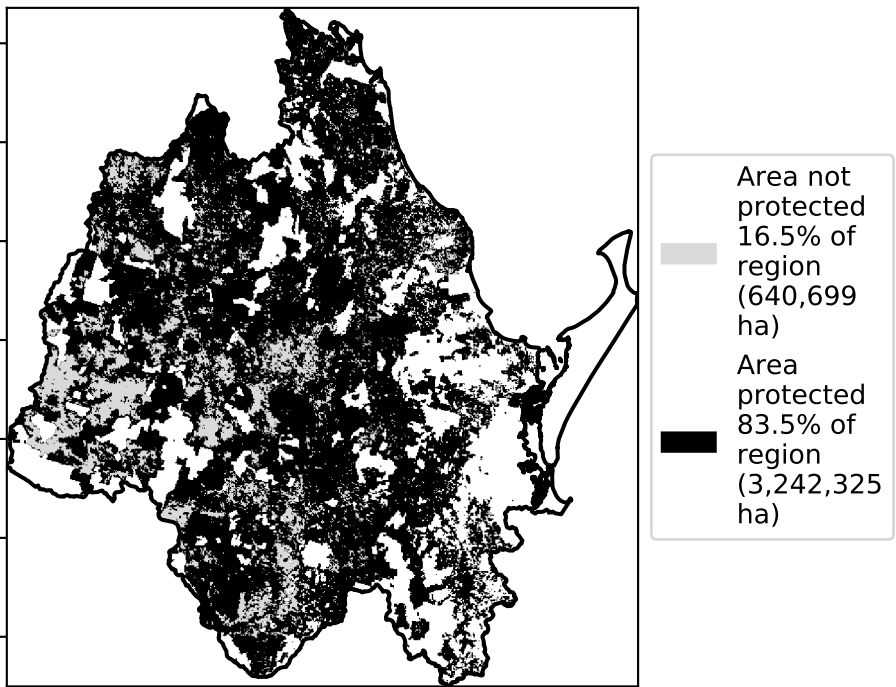 Area not
protected
16.5% of
region
(640,699
ha)
Area
protected
83.5% of
region
(3,242,325
ha)